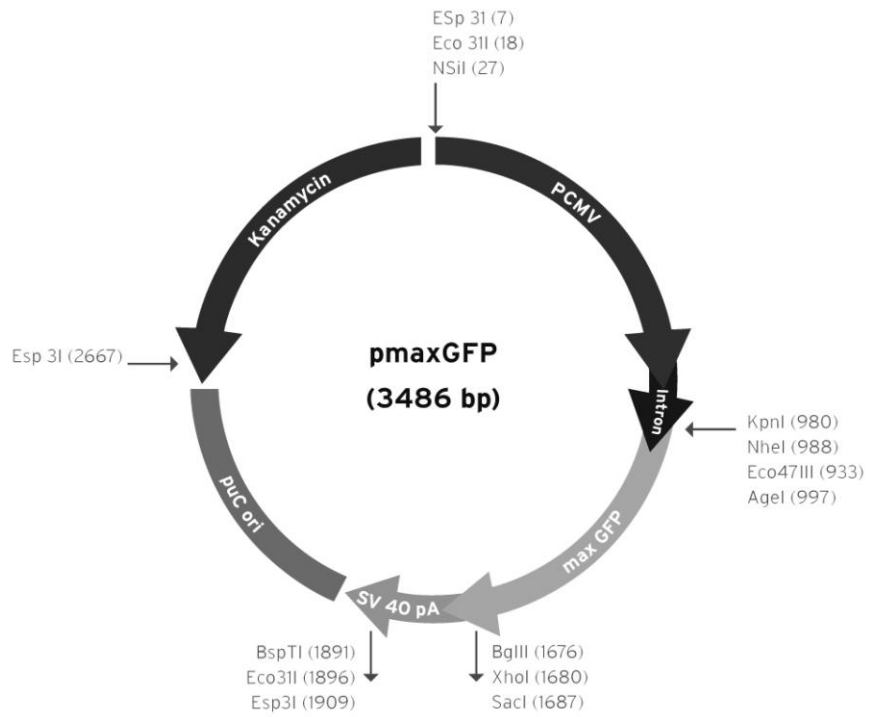 ESp 31 (7)
Eco 31I (18)
NSiI (27)
Kanamycin
PCMV
Esp 3I (2667)
pmaxGFP
(3486 bp)
Intron
KpnI (980)
NheI (988)
Eco47III (933)
AgeI (997)
puC ori
max GFP
SV 40 pA
BspTI (1891)
Eco31I (1896)
Esp3I (1909)
BglII (1676)
XhoI (1680)
SacI (1687)